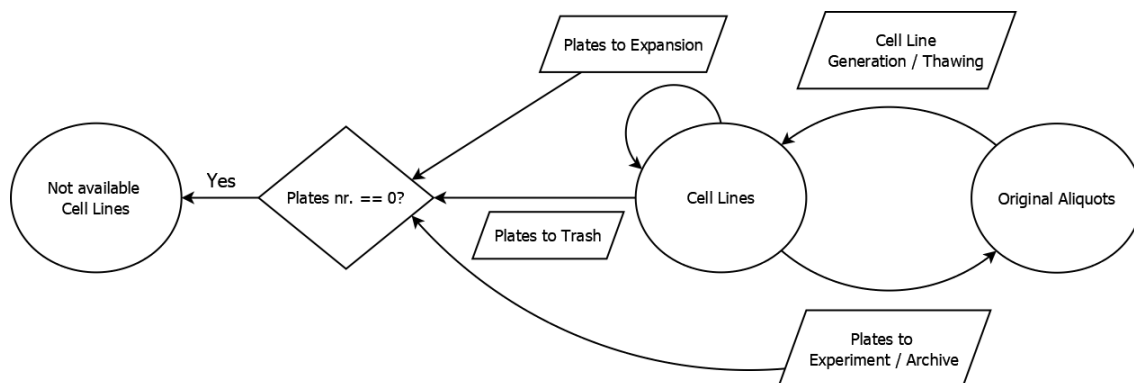 Plates to Expansion
Cell Line
Generation / Thawing
Not available
Cell Lines
Yes
Plates nr. == 0?
Plates to Trash
Cell Lines
Original Aliquots
Plates to
Experiment / Archive